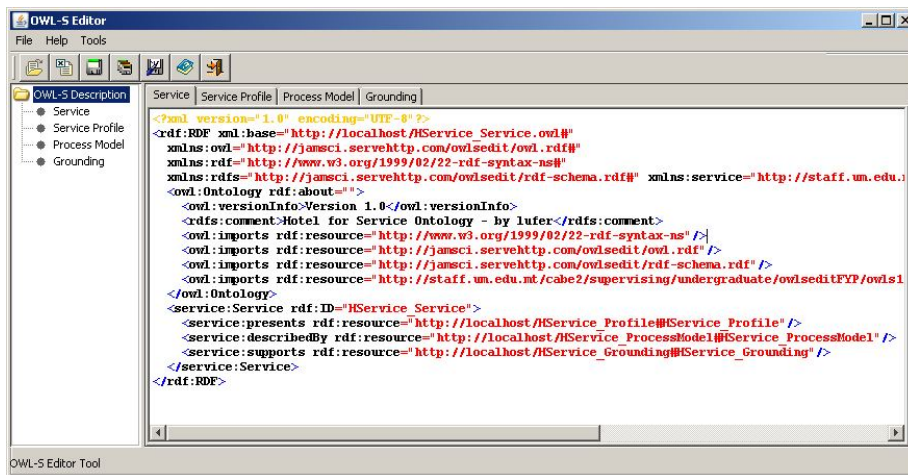 OWL-S Editor
File Help Tools
OWL-S Description
Service
Service Profile
Process Model
Grounding
Service Service Profile Process Model Grounding
<?xml version="1.0" encoding="UTF-8"?>
<rdf:RDF xml:base="http://localhost/HService_Service.owl#"
xmlns:owl="http://jamsci.servehttp.com/owlsedit/owl.rdf#"
xmlns:rdf="http://www.w3.org/1999/02/22-rdf-syntax-ns#"
xmlns:rdfs="http://jamsci.servehttp.com/owlsedit/rdf-schema.rdf#" xmlns:service="http://staff.um.edu.
<owl:Ontology rdf:about="">
<owl:versionInfo>Version 1.0</owl:versionInfo>
<rdfs:comment>Hotel for Service Ontology - by lufer</rdfs:comment>
<owl:imports rdf:resource="http://www.w3.org/1999/02/22-rdf-syntax-ns"/>
<owl:imports rdf:resource="http://jamsci.servehttp.com/owlsedit/owl.rdf"/>
<owl:imports rdf:resource="http://jamsci.servehttp.com/owlsedit/rdf-schema.rdf"/>
<owl:imports rdf:resource="http://staff.um.edu.mt/cabe2/supervising/undergraduate/owlseditFYP/owls1
</owl:Ontology>
<service:Service rdf:ID="HService_Service">
<service:presents rdf:resource="http://localhost/HService_Profile#HService_Profile"/>
<service:describedBy rdf:resource="http://localhost/HService_ProcessModel#HService_ProcessModel"/>
<service:supports rdf:resource="http://localhost/HService_Grounding#HService_Grounding"/>
</service:Service>
</rdf:RDF>
OWL-S Editor Tool